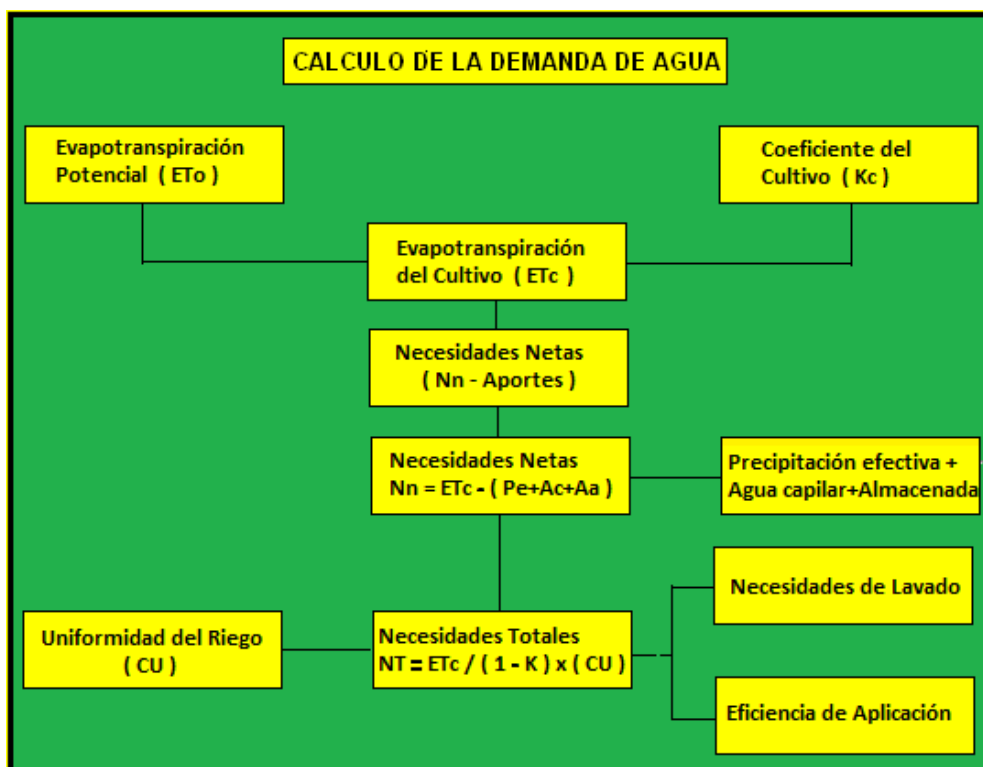 CALCULO DE LA DEMANDA DE AGUA
Evapotranspiración
Potencial ( ETo )
Coeficiente del
Cultivo ( Kc )
Evapotranspiración
del Cultivo ( ETc )
Necesidades Netas
( Nn - Aportes )
Necesidades Netas
Nn = ETc - ( Pe+Ac+Aa )
Precipitación efectiva +
Agua capilar+Almacenada
Necesidades de Lavado
Uniformidad del Riego
( CU )
Necesidades Totales
NT = ETc / ( 1 - K ) x ( CU )
Eficiencia de Aplicación